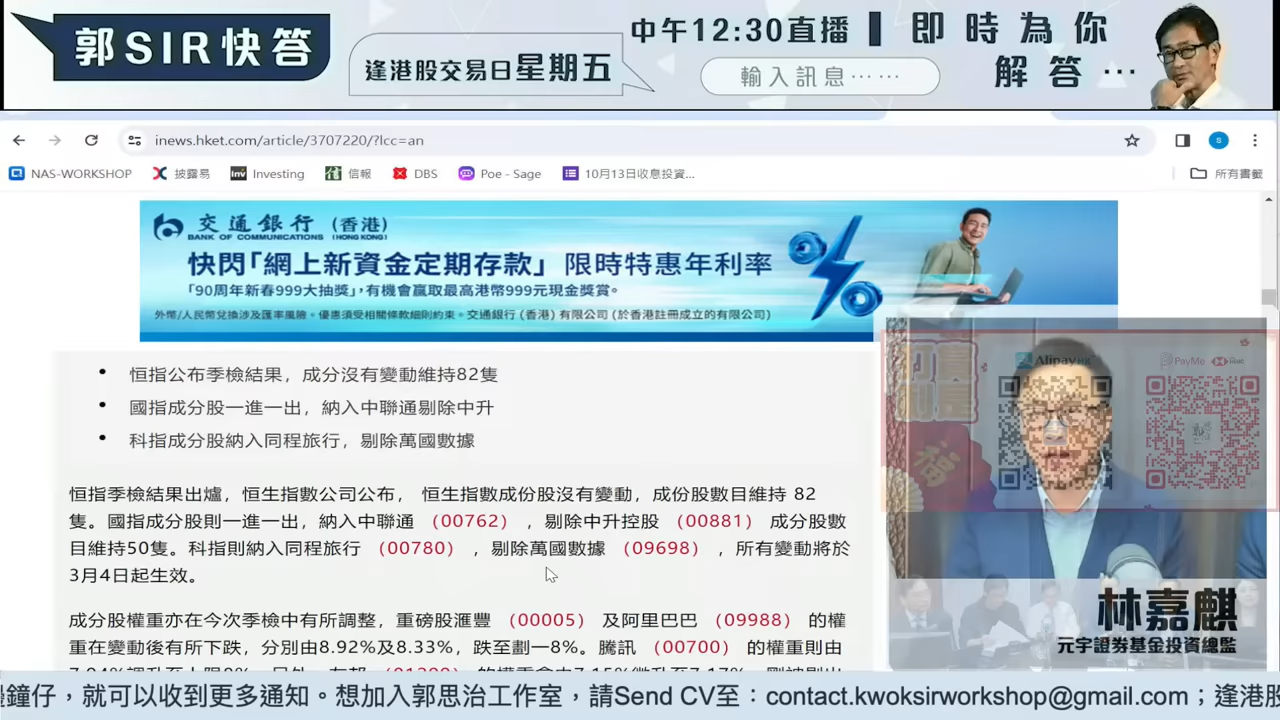 郭SIR快答
逢港股交易日星期五
中午12:30直播
即時為你
解答…
輸入訊息……
inews.hket.com/article/3707220/?lcc=an
S
NAS-WORKSHOP
披露易
Inv Investing
信 信報
DBS
Poe - Sage
10月13日收息投資...
所有書籤
交通銀行(香港)
BANK OF COMMUNICATIONS (HONG KONG)
快閃「網上新資金定期存款」限時特惠年利率
「90周年新春999大抽獎」,有機會贏取最高港幣999元現金獎賞。
外幣/人民幣兌換涉及匯率風險。優惠須受相關條款細則約束。交通銀行(香港)有限公司(於香港註冊成立的有限公司)
• 恒指公布季檢結果，成分沒有變動維持82隻
• 國指成分股一進一出，納入中聯通剔除中升
• 科指成分股納入同程旅行，剔除萬國數據
恒指季檢結果出爐，恒生指數公司公布， 恒生指數成份股沒有變動，成份股數目維持 82
隻。國指成分股則一進一出，納入中聯通 （00762） ，剔除中升控股 （00881） 成分股數
目維持50隻。科指則納入同程旅行 （00780） ，剔除萬國數據 （09698） ，所有變動將於
3月4日起生效。
成分股權重亦在今次季檢中有所調整，重磅股滙豐 （00005） 及阿里巴巴 （09988） 的權
重在變動後有所下跌，分別由8.92%及8.33%，跌至劃一8%。騰訊 （00700） 的權重則由
AlipayHK
PayMe
HSBC
福
林嘉麒
元宇證券基金投資總監
鐘仔，就可以收到更多通知。想加入郭思治工作室，請Send CV至：contact.kwoksirworkshop@gmail.com；逢港股